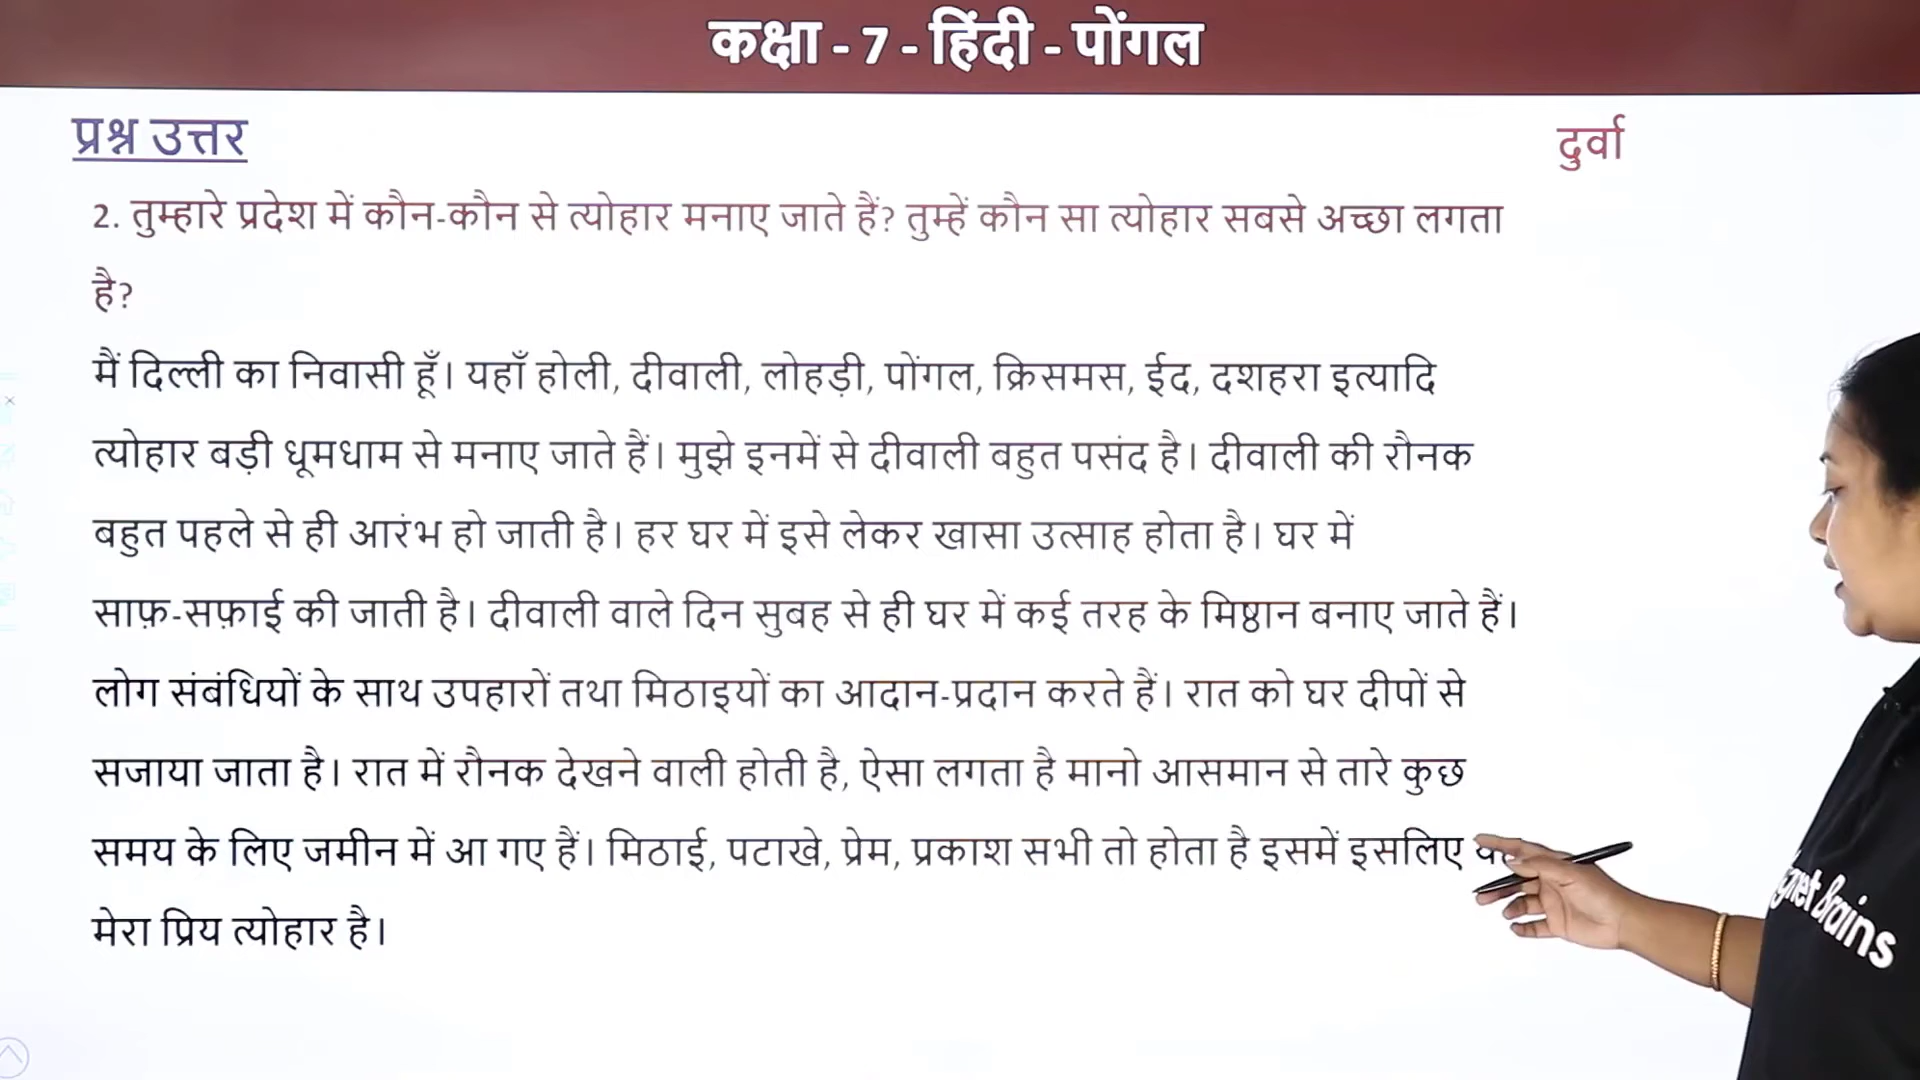 कक्षा - 7 - हिंदी - पोंगल
प्रश्न उत्तर
दुर्वा
2. तुम्हारे प्रदेश में कौन-कौन से त्योहार मनाए जाते हैं? तुम्हें कौन सा त्योहार सबसे अच्छा लगता
है?
मैं दिल्ली का निवासी हूँ। यहाँ होली, दीवाली, लोहड़ी, पोंगल, क्रिसमस, ईद, दशहरा इत्यादि
त्योहार बड़ी धूमधाम से मनाए जाते हैं। मुझे इनमें से दीवाली बहुत पसंद है। दीवाली की रौनक
बहुत पहले से ही आरंभ हो जाती है। हर घर में इसे लेकर खासा उत्साह होता है। घर में
साफ़-सफ़ाई की जाती है। दीवाली वाले दिन सुबह से ही घर में कई तरह के मिष्ठान बनाए जाते हैं।
लोग संबंधियों के साथ उपहारों तथा मिठाइयों का आदान-प्रदान करते हैं। रात को घर दीपों से
सजाया जाता है। रात में रौनक देखने वाली होती है, ऐसा लगता है मानो आसमान से तारे कुछ
समय के लिए जमीन में आ गए हैं। मिठाई, पटाखे, प्रेम, प्रकाश सभी तो होता है इसमें इसलिए
मेरा प्रिय त्योहार है।
Brains